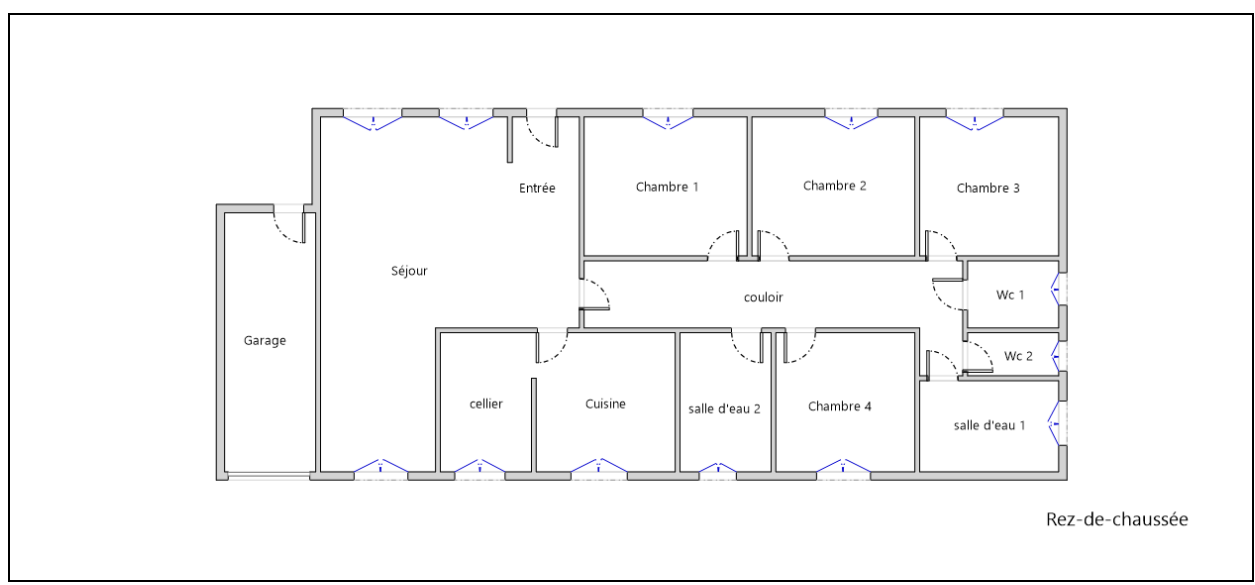 Chambre 1
Chambre 2
Chambre 3
Entrée
Séjour
couloir
Wc 1
Garage
Wc 2
cellier
Cuisine
salle d'eau 2
Chambre 4
salle d'eau 1
Rez-de-chaussée